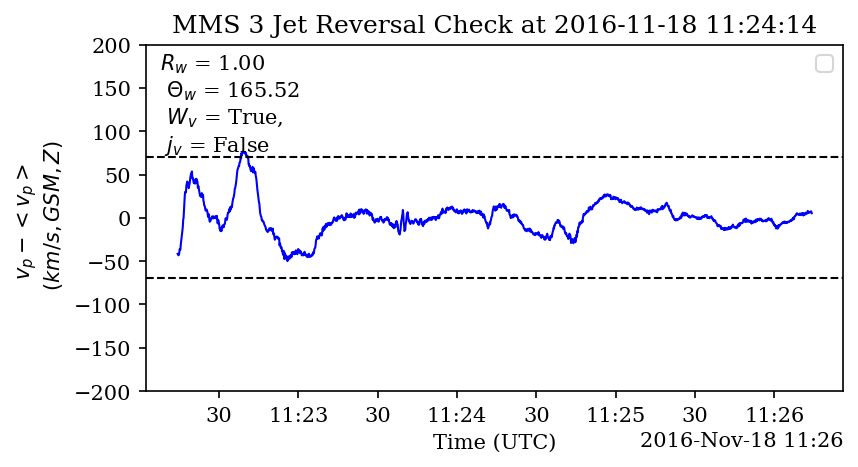 MMS 3 Jet Reversal Check at 2016-11-18 11:24:14
200
150
100
50
0
−50
−100
−150
−200
v_p − < v_p >
(km/s, GSM, Z)
R_w = 1.00
Θ_w = 165.52
W_v = True,
j_v = False
30 11:23 30 11:24 30 11:25 30 11:26
Time (UTC)
2016-Nov-18 11:26